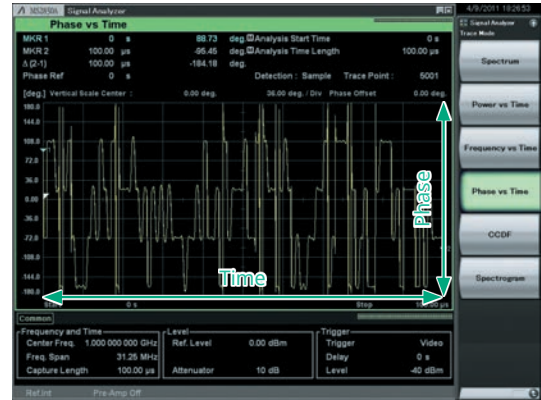 MS2850A Signal Analyzer 4/9/2011 18:26:53
Phase vs Time
MKR 1 0 s 88.73 deg. Analysis Start Time 0 s
MKR 2 100.00 µs -95.45 deg. Analysis Time Length 100.00 µs
Δ (2-1) 100.00 µs -184.18 deg.
Phase Ref 0 s Detection : Sample Trace Point : 5001
[deg.] Vertical Scale Center : 0.00 deg. 36.00 deg. / Div Phase Offset 0.00 deg.
180.0
144.0
108.0
72.0
36.0
0.00
-36.0
-72.0
-108.0
-144.0
-180.0
Phase
Time
Start 0 s Stop 100.00 µs
Common
Frequency and Time
Center Freq. 1.000 000 000 GHz
Freq. Span 31.25 MHz
Capture Length 100.00 µs
Level
Ref. Level 0.00 dBm
Attenuator 10 dB
Trigger
Trigger Video
Delay 0 s
Level -40 dBm
Ref.Int Pre-Amp Off
Signal Analyzer
Trace Mode
Spectrum
Power vs Time
Frequency vs Time
Phase vs Time
CCDF
Spectrogram